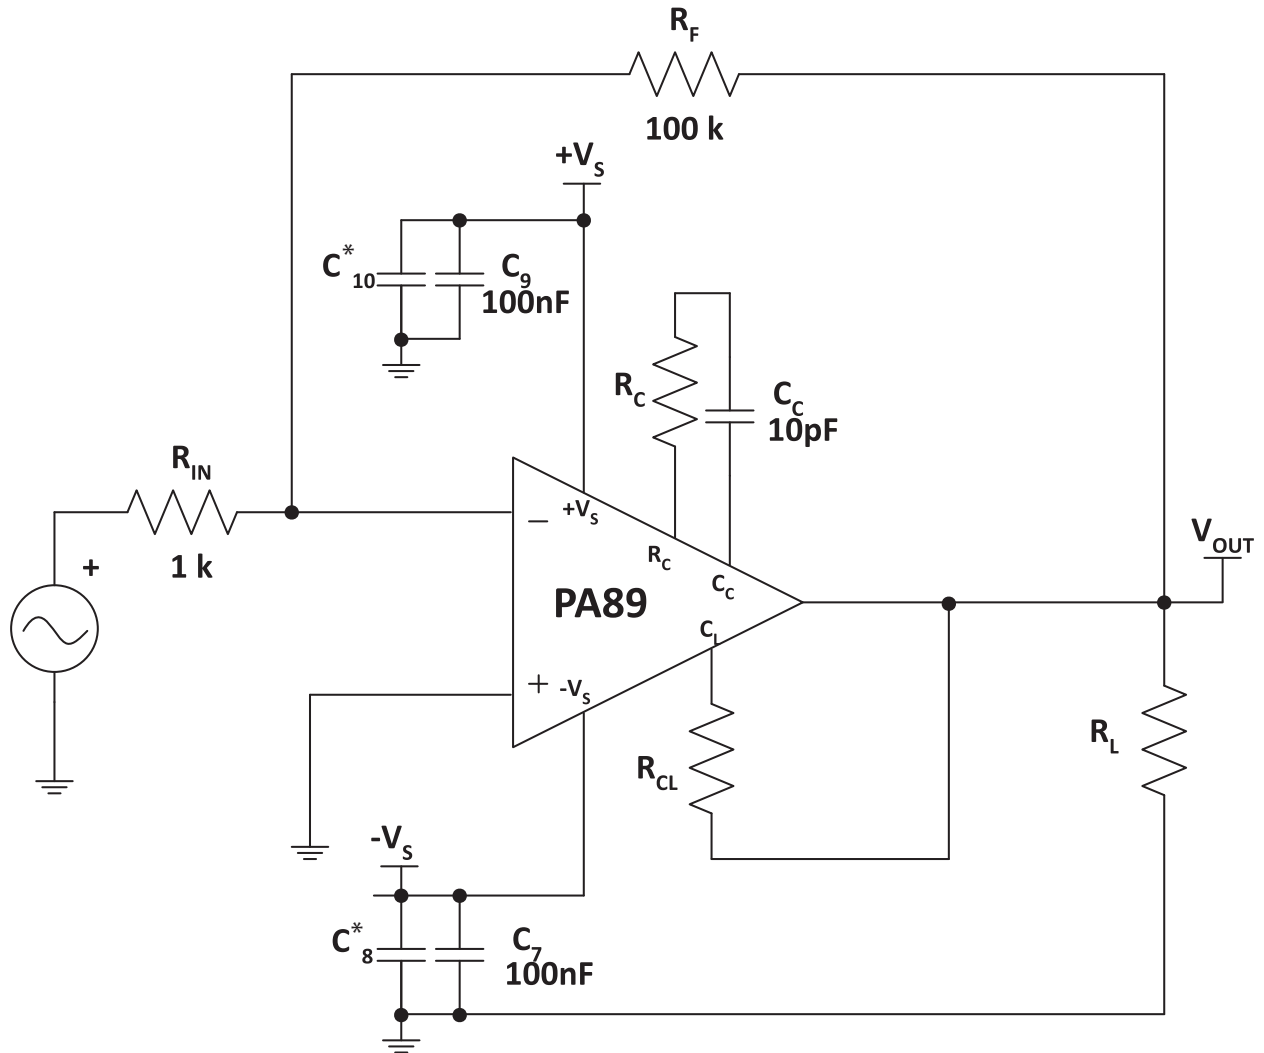 R_F
100 k
+V_S
C*_10
C_9
100nF
R_C
C_C
10pF
R_IN
1 k
+
−
+V_S
R_C
C_C
PA89
C_L
+
-V_S
V_OUT
R_CL
R_L
-V_S
C*_8
C_7
100nF